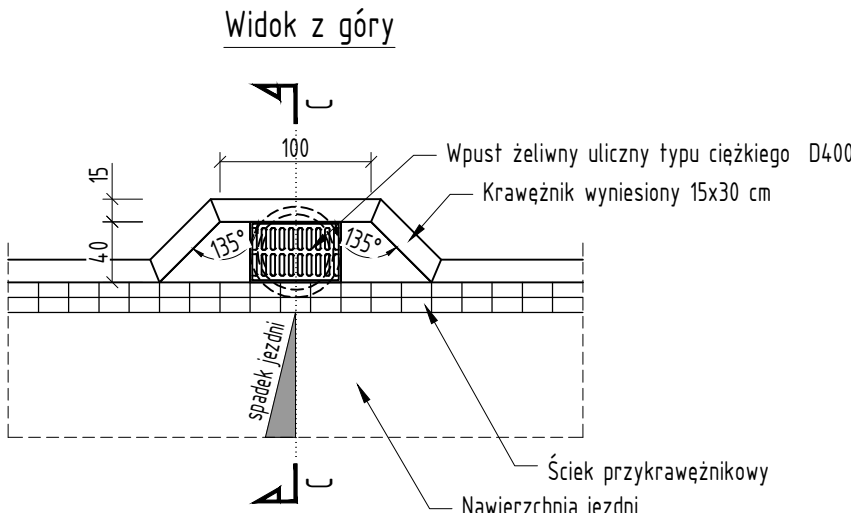 Widok z góry
100
Wpust żeliwny uliczny typu ciężkiego D400
Krawężnik wyniesiony 15x30 cm
15
40
135°
135°
spadek jezdni
Ściek przykrawężnikowy
Nawierzchnia jezdni